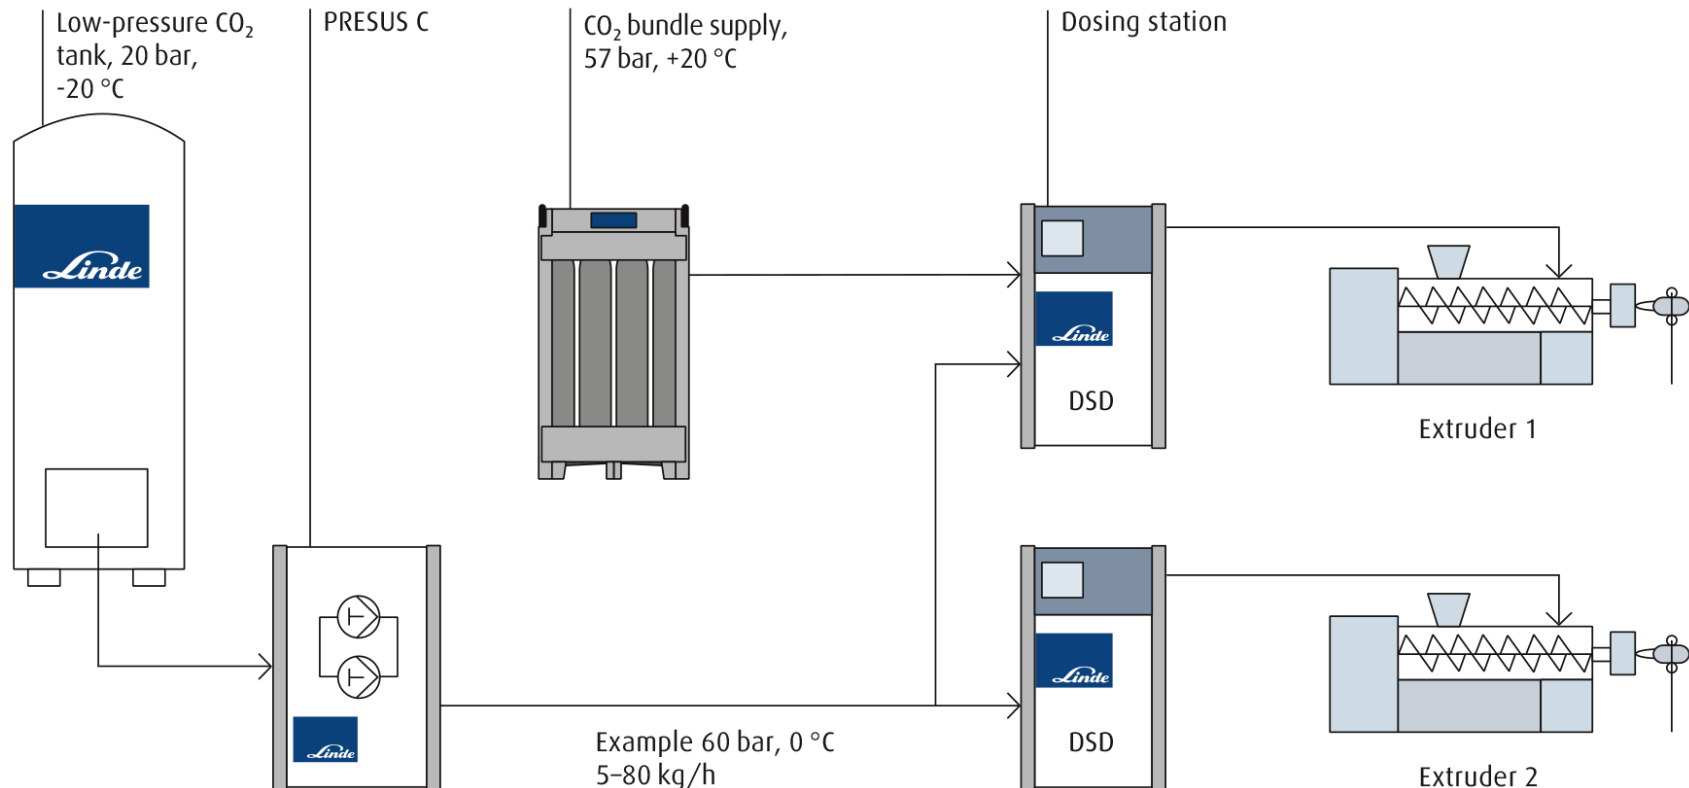 Low-pressure CO₂
tank, 20 bar,
-20 °C
PRESUS C
CO₂ bundle supply,
57 bar, +20 °C
Dosing station
Linde
Linde
DSD
Extruder 1
Linde
Example 60 bar, 0 °C
5–80 kg/h
Linde
DSD
Extruder 2